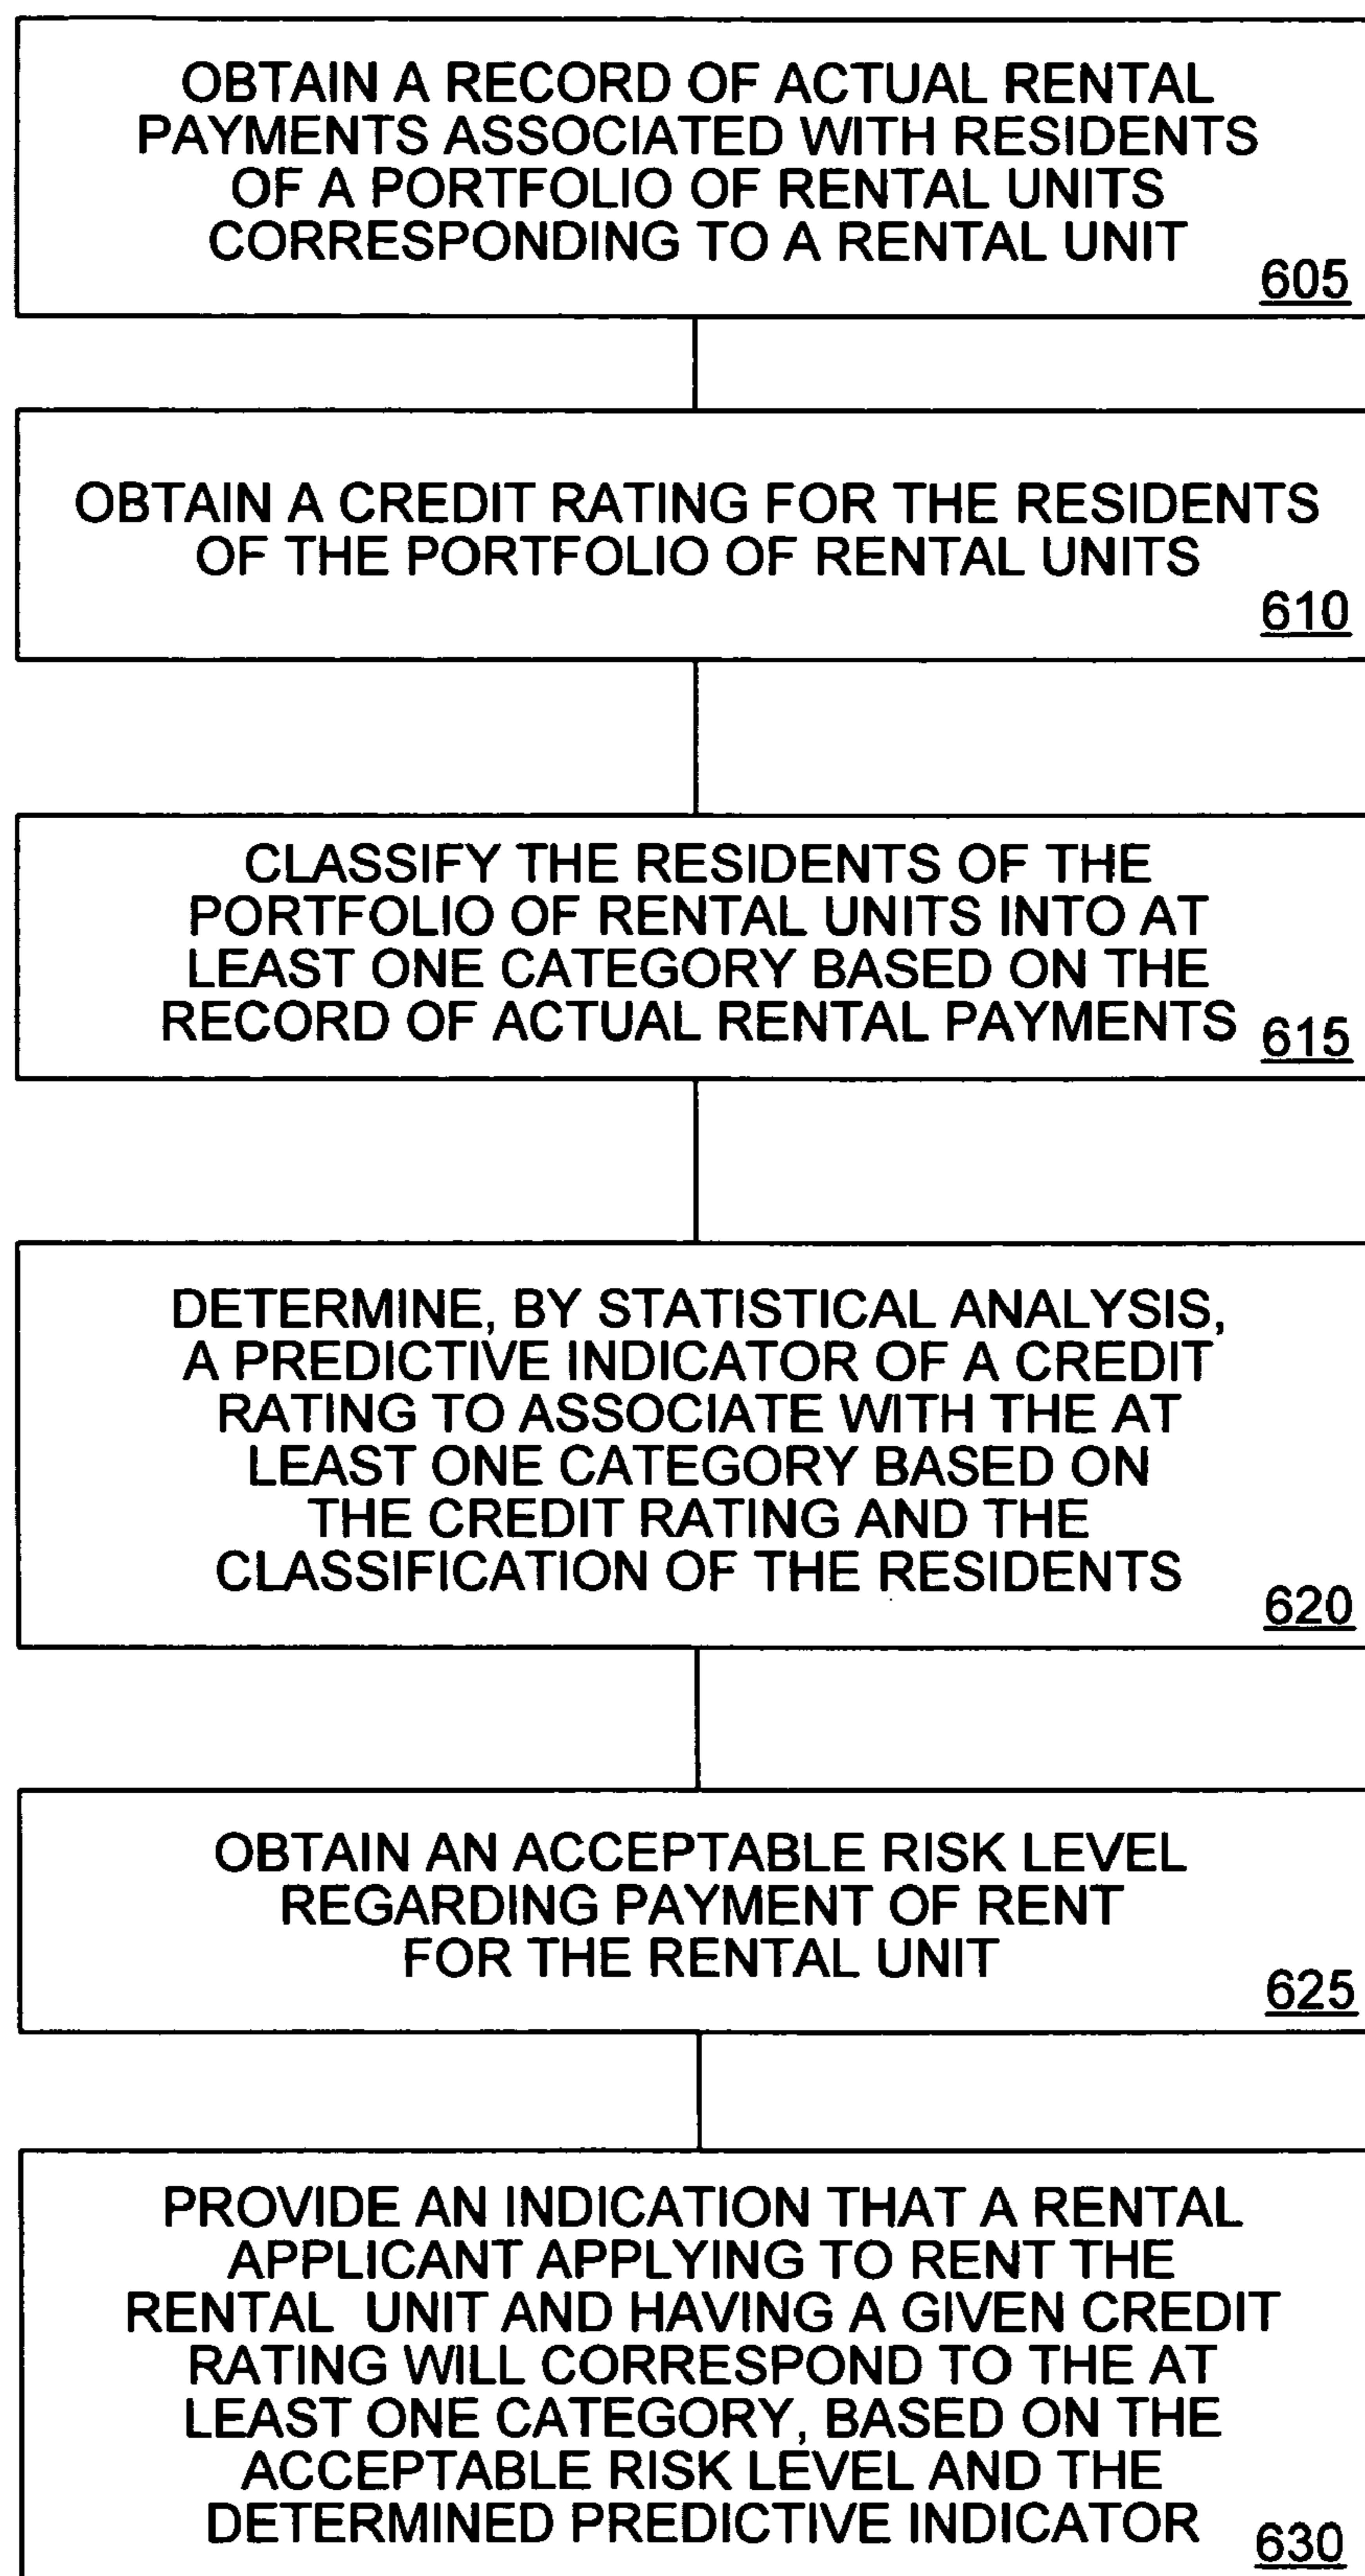 OBTAIN A RECORD OF ACTUAL RENTAL
PAYMENTS ASSOCIATED WITH RESIDENTS
OF A PORTFOLIO OF RENTAL UNITS
CORRESPONDING TO A RENTAL UNIT
605
OBTAIN A CREDIT RATING FOR THE RESIDENTS
OF THE PORTFOLIO OF RENTAL UNITS
610
CLASSIFY THE RESIDENTS OF THE
PORTFOLIO OF RENTAL UNITS INTO AT
LEAST ONE CATEGORY BASED ON THE
RECORD OF ACTUAL RENTAL PAYMENTS
615
DETERMINE, BY STATISTICAL ANALYSIS,
A PREDICTIVE INDICATOR OF A CREDIT
RATING TO ASSOCIATE WITH THE AT
LEAST ONE CATEGORY BASED ON
THE CREDIT RATING AND THE
CLASSIFICATION OF THE RESIDENTS
620
OBTAIN AN ACCEPTABLE RISK LEVEL
REGARDING PAYMENT OF RENT
FOR THE RENTAL UNIT
625
PROVIDE AN INDICATION THAT A RENTAL
APPLICANT APPLYING TO RENT THE
RENTAL UNIT AND HAVING A GIVEN CREDIT
RATING WILL CORRESPOND TO THE AT
LEAST ONE CATEGORY, BASED ON THE
ACCEPTABLE RISK LEVEL AND THE
DETERMINED PREDICTIVE INDICATOR
630